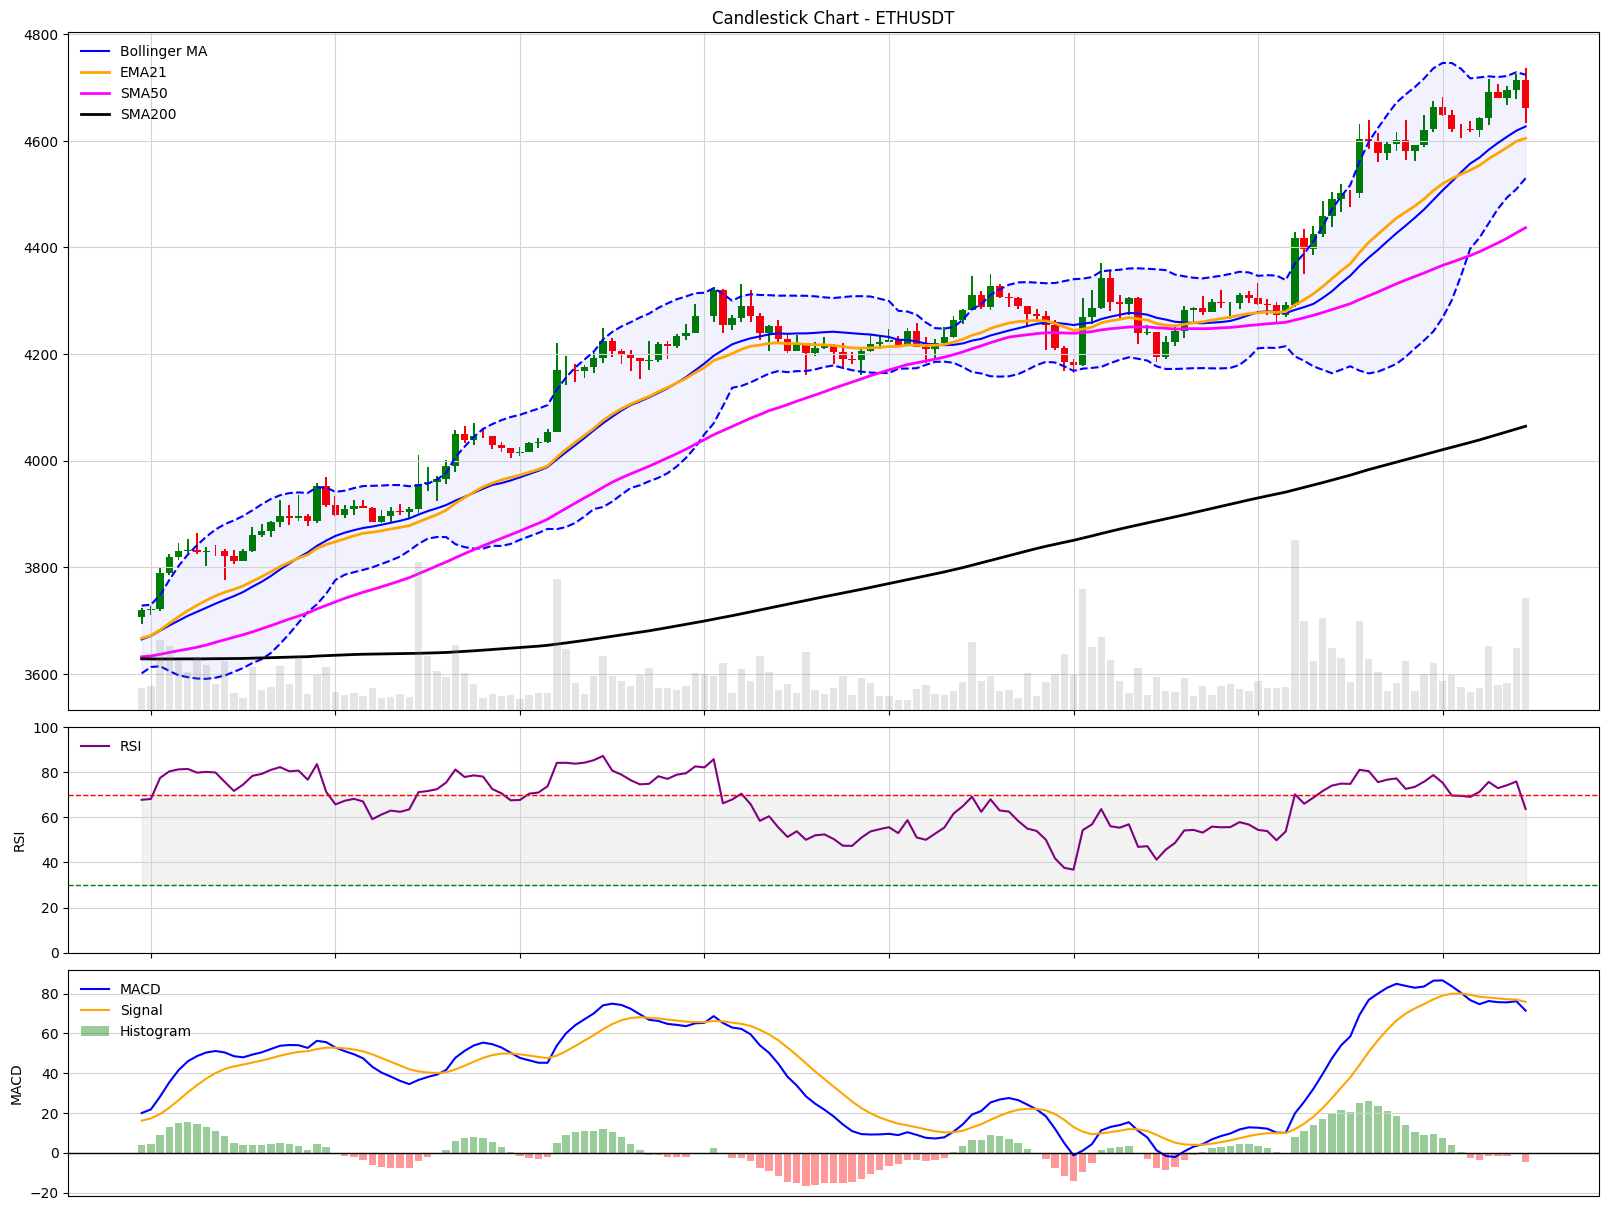 Candlestick Chart - ETHUSDT
Bollinger MA
EMA21
SMA50
SMA200
4800
4600
4400
4200
4000
3800
3600
RSI
100
80
60
40
20
0
RSI
MACD
Signal
Histogram
80
60
40
20
0
−20
MACD